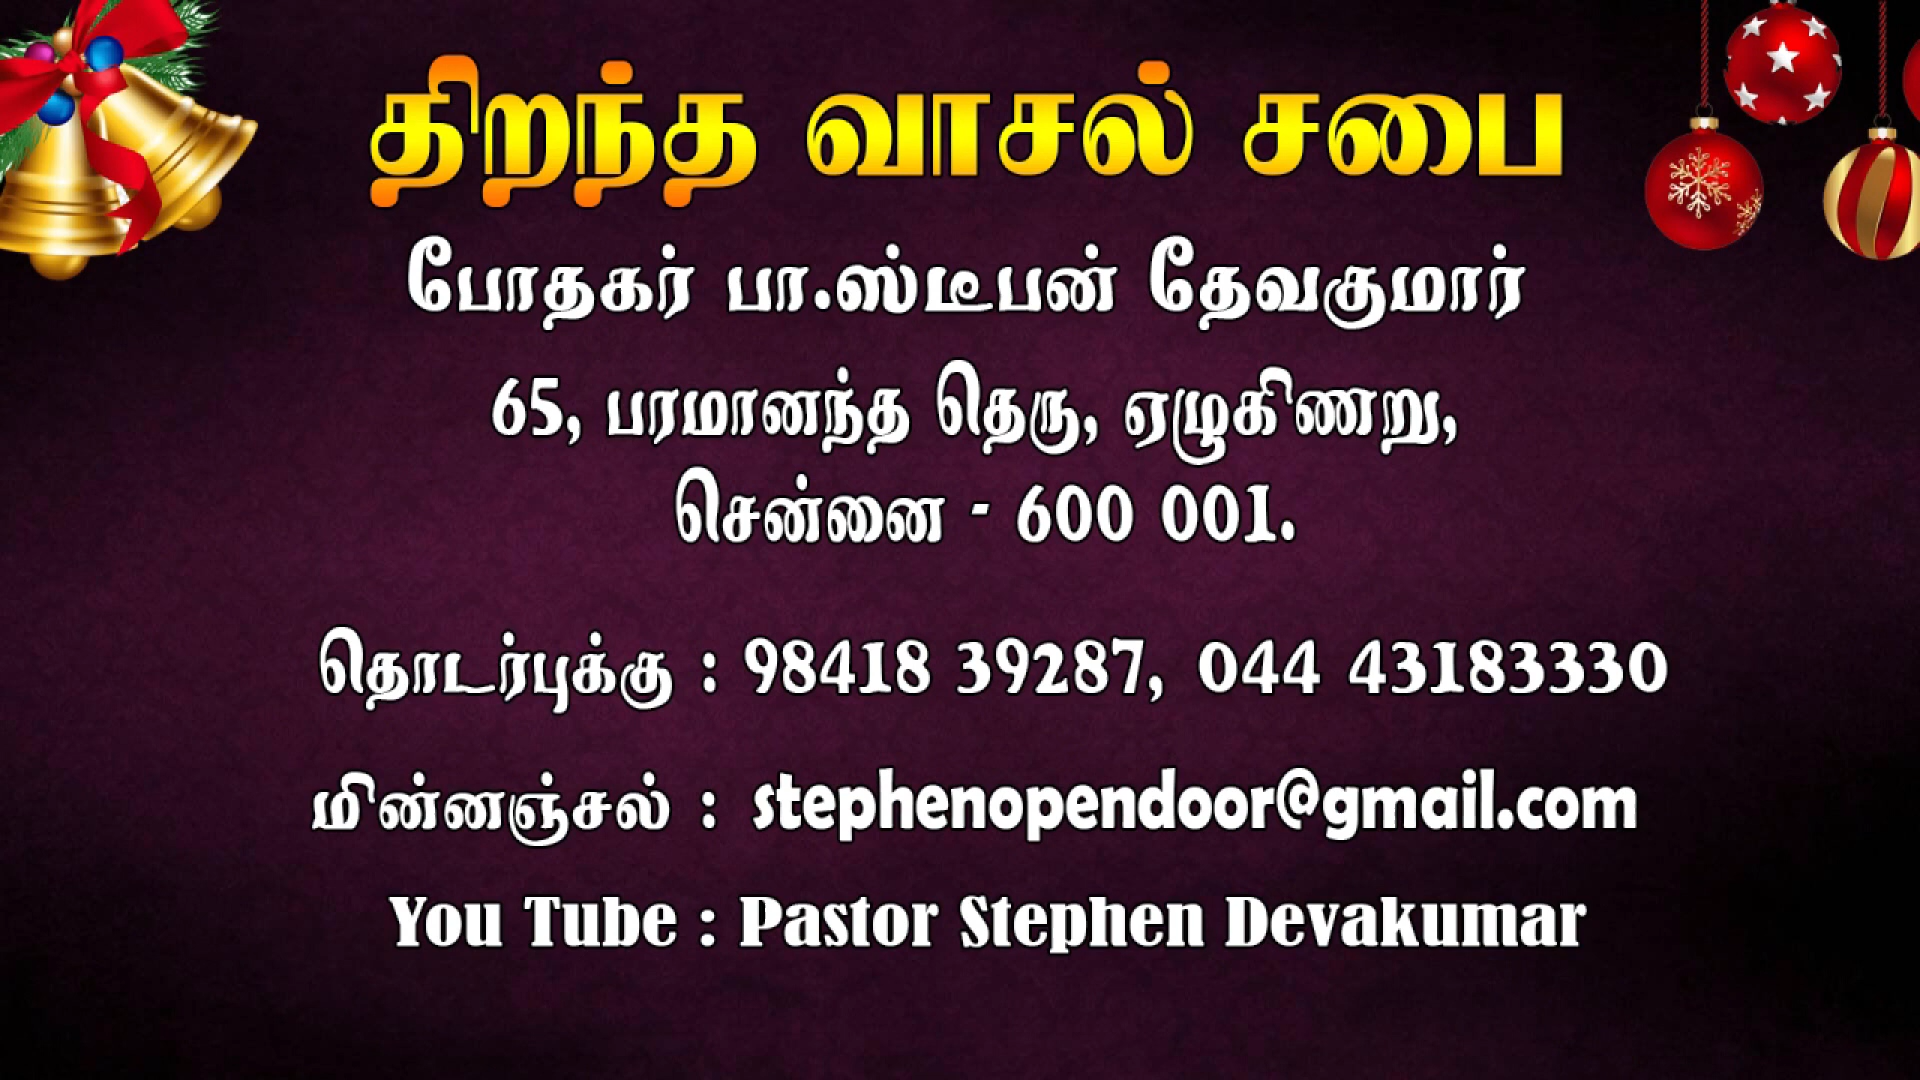 திறந்த வாசல் சபை
போதகர் பா.ஸ்டீபன் தேவகுமார்
65, பரமானந்த தெரு, ஏழுகிணறு,
சென்னை - 600 001.
தொடர்புக்கு : 98418 39287, 044 43183330
மின்னஞ்சல் : stephenopendoor@gmail.com
You Tube : Pastor Stephen Devakumar